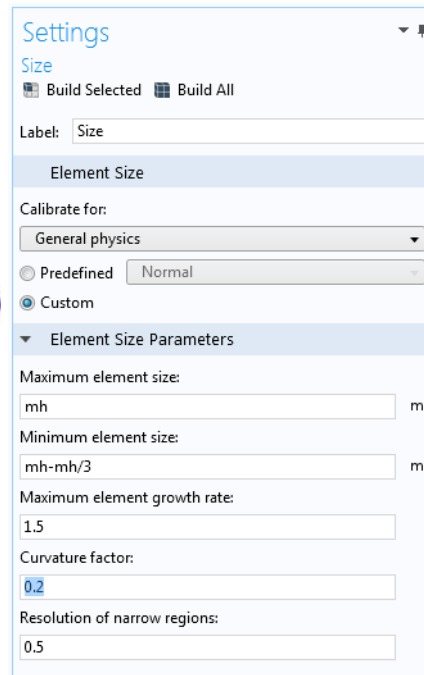 Settings
Size
Build Selected Build All
Label: Size
Element Size
Calibrate for:
General physics
Predefined Normal
Custom
Element Size Parameters
Maximum element size:
mh m
Minimum element size:
mh-mh/3 m
Maximum element growth rate:
1.5
Curvature factor:
0.2
Resolution of narrow regions:
0.5